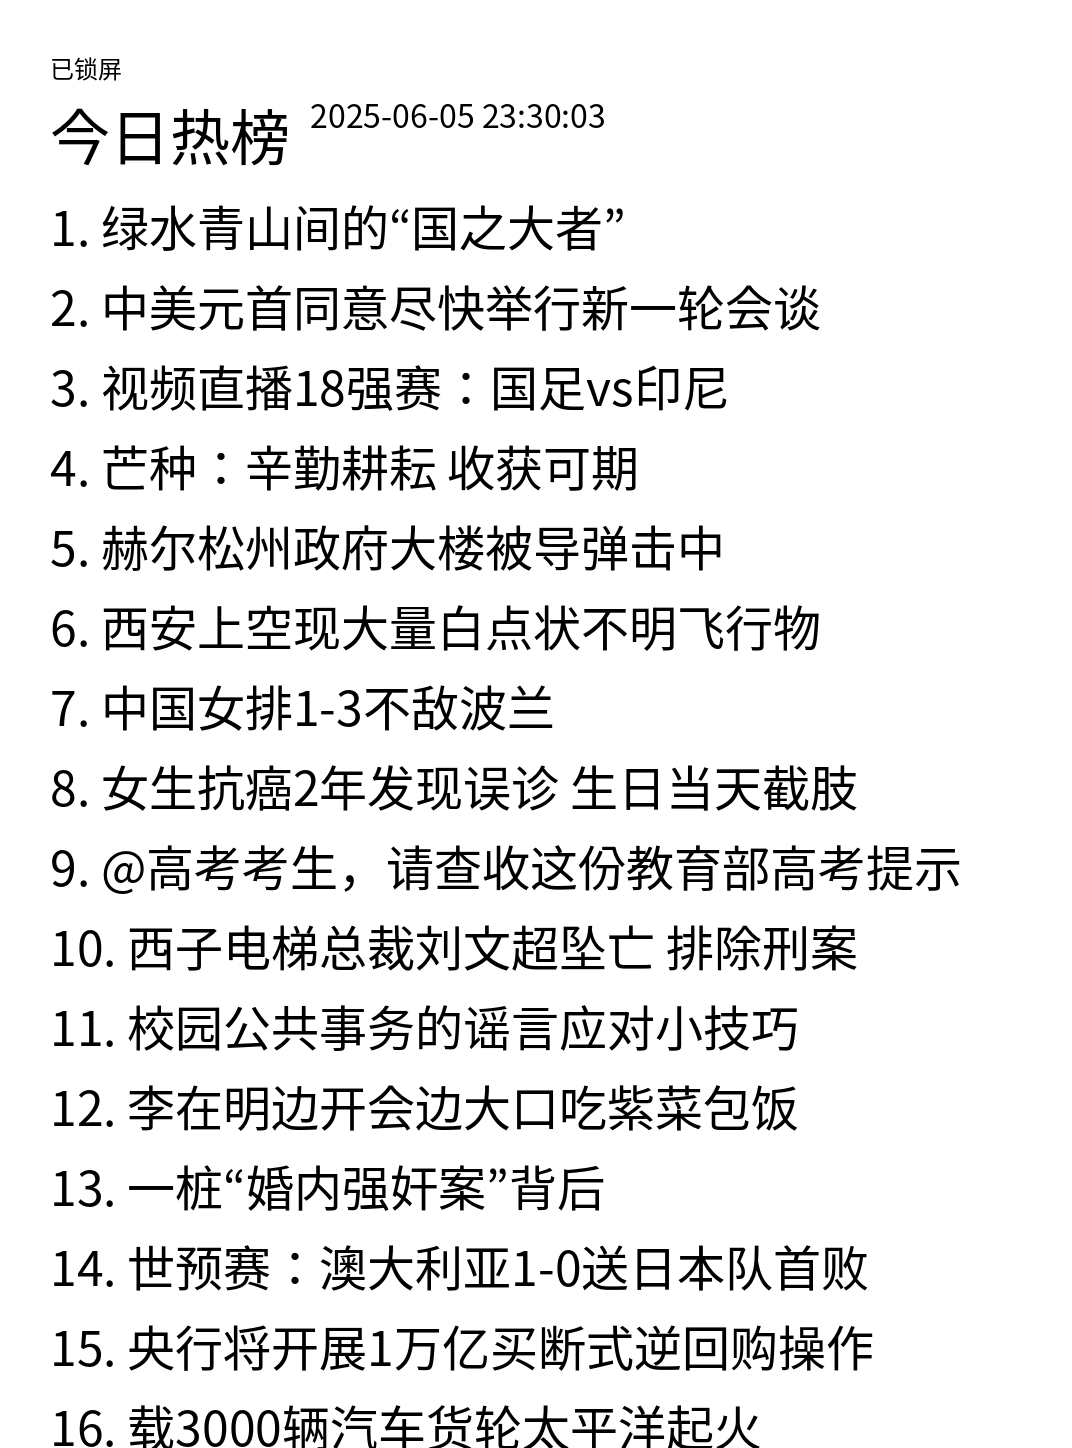 已锁屏
今日热榜 2025-06-05 23:30:03
1. 绿水青山间的“国之大者”
2. 中美元首同意尽快举行新一轮会谈
3. 视频直播18强赛：国足vs印尼
4. 芒种：辛勤耕耘 收获可期
5. 赫尔松州政府大楼被导弹击中
6. 西安上空现大量白点状不明飞行物
7. 中国女排1-3不敌波兰
8. 女生抗癌2年发现误诊 生日当天截肢
9. @高考考生，请查收这份教育部高考提示
10. 西子电梯总裁刘文超坠亡 排除刑案
11. 校园公共事务的谣言应对小技巧
12. 李在明边开会边大口吃紫菜包饭
13. 一桩“婚内强奸案”背后
14. 世预赛：澳大利亚1-0送日本队首败
15. 央行将开展1万亿买断式逆回购操作
16. 载3000辆汽车货轮太平洋起火